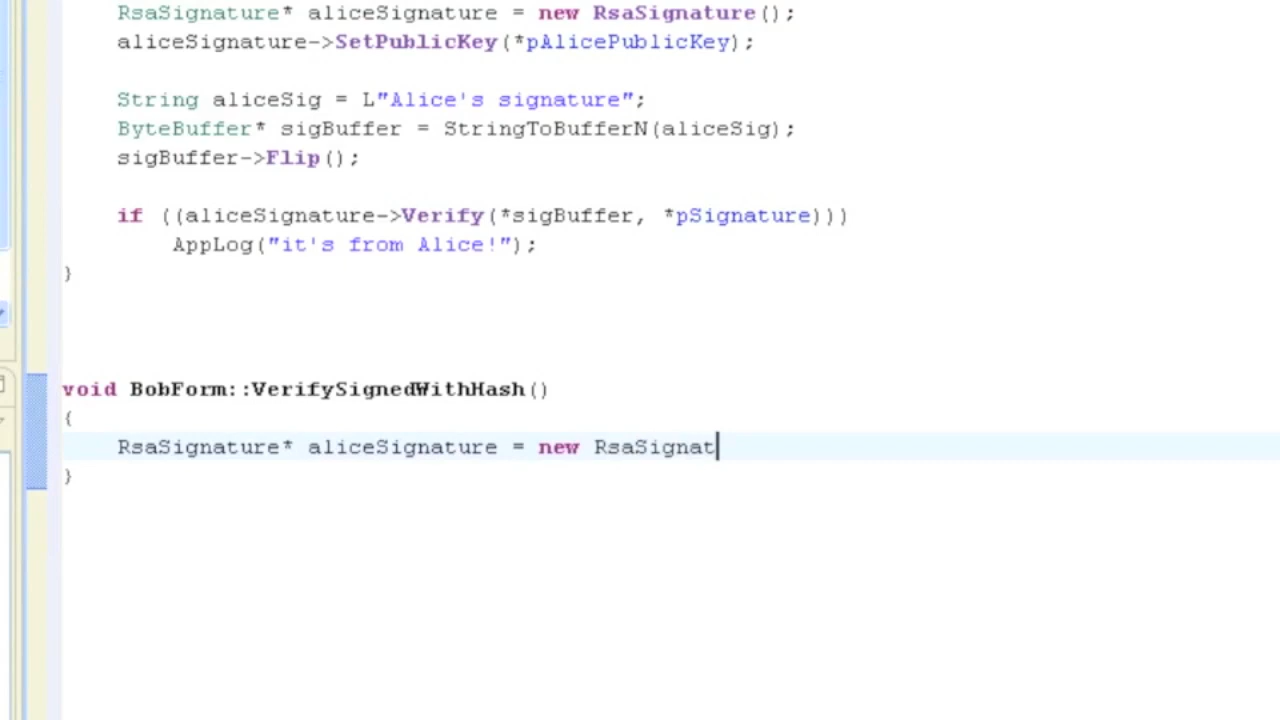 RsaSignature* aliceSignature = new RsaSignature();
aliceSignature->SetPublicKey(*pAlicePublicKey);
String aliceSig = L"Alice's signature";
ByteBuffer* sigBuffer = StringToBufferN(aliceSig);
sigBuffer->Flip();
if ((aliceSignature->Verify(*sigBuffer, *pSignature)))
AppLog("it's from Alice!");
}
void BobForm::VerifySignedWithHash()
{
RsaSignature* aliceSignature = new RsaSignat
}